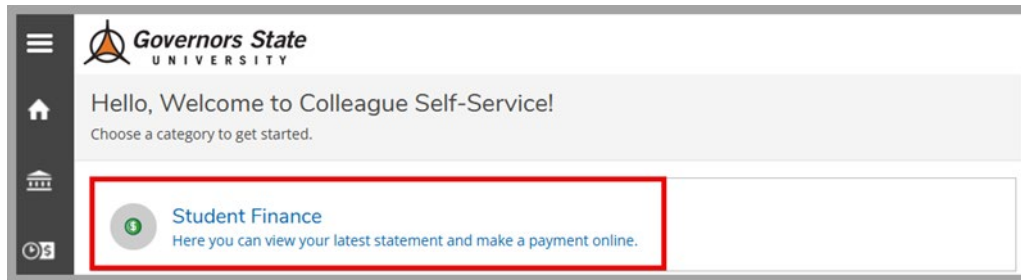 Governors State
UNIVERSITY
Hello, Welcome to Colleague Self-Service!
Choose a category to get started.
Student Finance
Here you can view your latest statement and make a payment online.